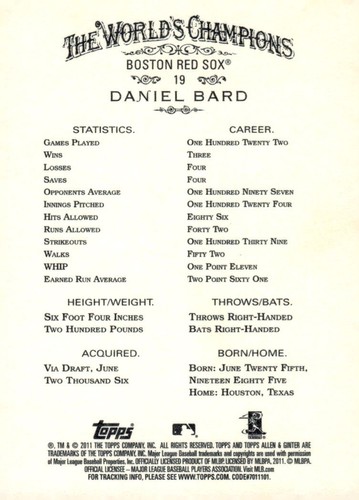 THE WORLD'S CHAMPIONS
BOSTON RED SOX®
19
DANIEL BARD
STATISTICS. CAREER.
GAMES PLAYED ONE HUNDRED TWENTY TWO
WINS THREE
LOSSES FOUR
SAVES FOUR
OPPONENTS AVERAGE ONE HUNDRED NINETY SEVEN
INNINGS PITCHED ONE HUNDRED TWENTY FOUR
HITS ALLOWED EIGHTY SIX
RUNS ALLOWED FORTY TWO
STRIKEOUTS ONE HUNDRED THIRTY NINE
WALKS FIFTY TWO
WHIP ONE POINT ELEVEN
EARNED RUN AVERAGE TWO POINT SIXTY ONE
HEIGHT/WEIGHT. THROWS/BATS.
SIX FOOT FOUR INCHES THROWS RIGHT-HANDED
TWO HUNDRED POUNDS BATS RIGHT-HANDED
ACQUIRED. BORN/HOME.
VIA DRAFT, JUNE BORN: JUNE TWENTY FIFTH,
TWO THOUSAND SIX NINETEEN EIGHTY FIVE
HOME: HOUSTON, TEXAS
Topps
®, TM & © 2011 THE TOPPS COMPANY, INC. ALL RIGHTS RESERVED. TOPPS AND TOPPS ALLEN & GINTER ARE
TRADEMARKS OF THE TOPPS COMPANY, INC. Major League Baseball trademarks and copyrights are used with permission
of Major League Baseball Properties, Inc. OFFICIALLY LICENSED PRODUCT OF MLBPA LICENSED BY MLBPA, 2011. © MLBPA.
OFFICIAL LICENSEE – MAJOR LEAGUE BASEBALL PLAYERS ASSOCIATION. Visit MLB.com
FOR TRACKING INFO, PLEASE SEE WWW.TOPPS.COM. CODE#7011101.